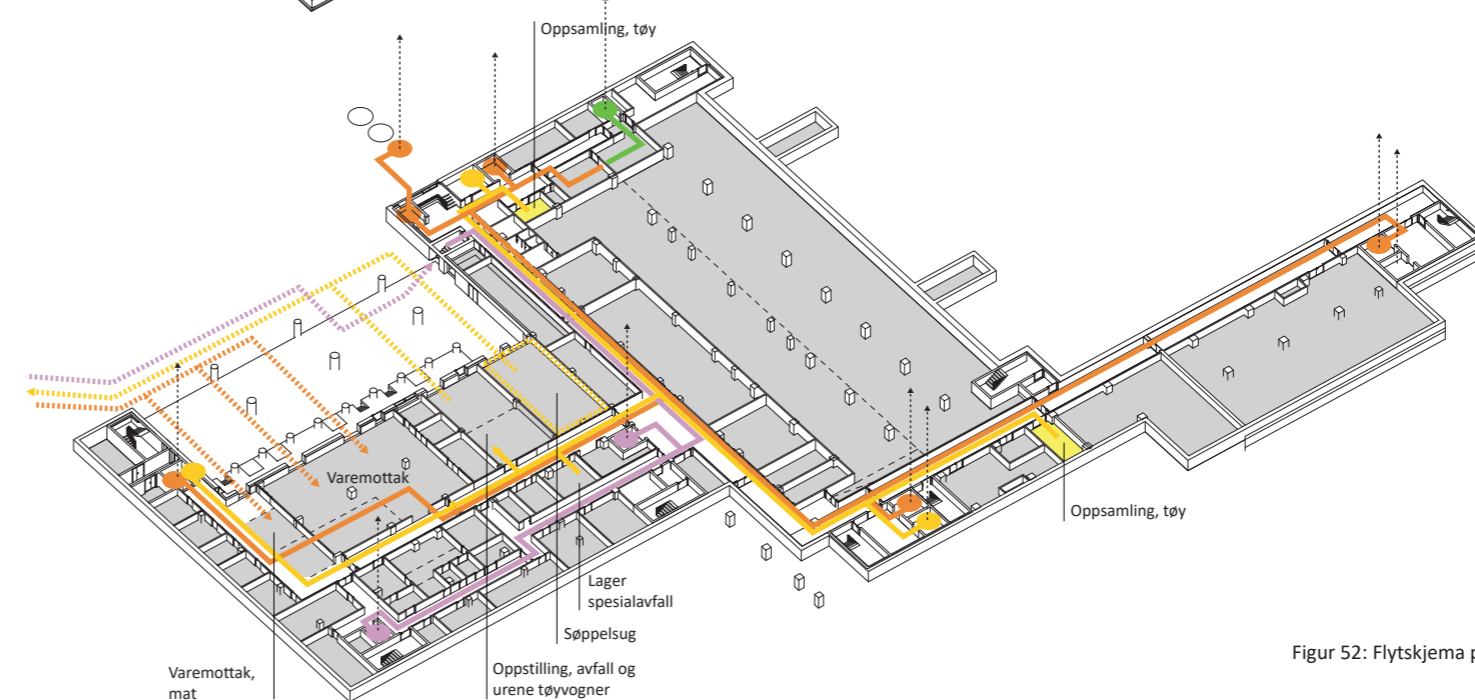 Oppsamling, tøy
Varemottak
Oppsamling, tøy
Lager
spesialavfall
Søppelsug
Oppstilling, avfall og
urene tøyvogner
Varemottak,
mat
Figur 52: Flytskjema p